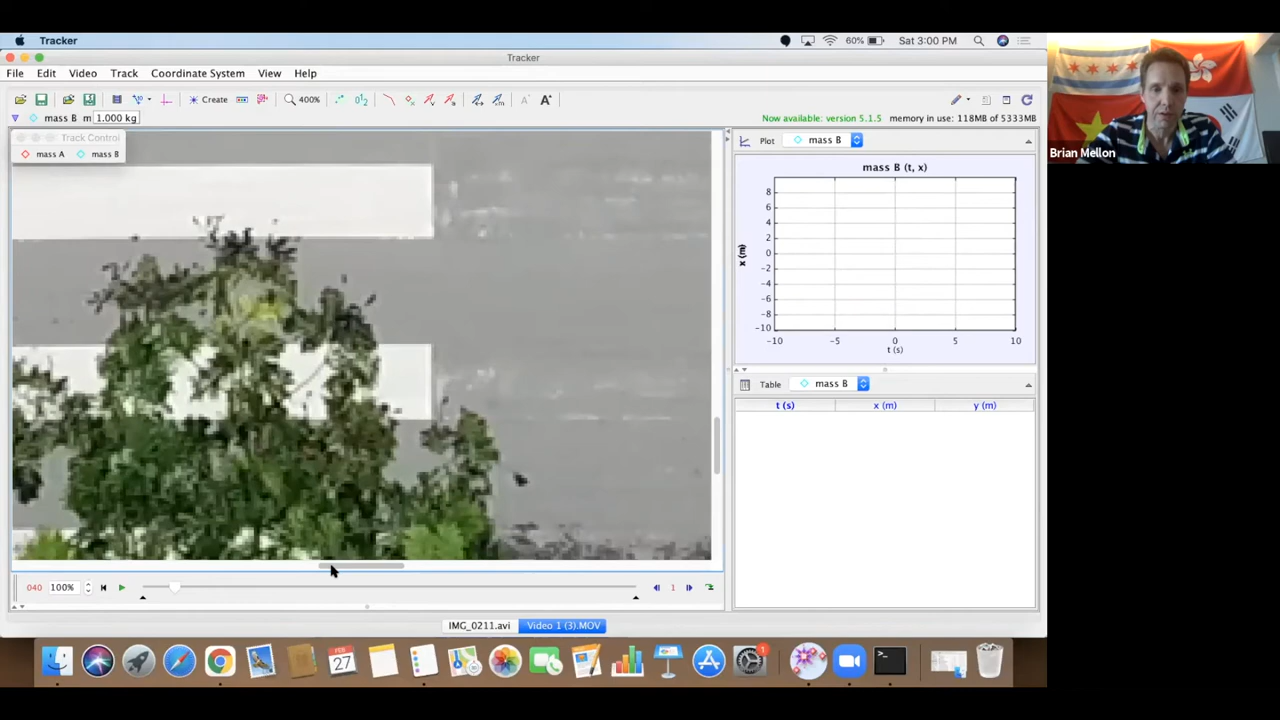 Tracker
60%
Sat 3:00 PM
Tracker
File Edit Video Track Coordinate System View Help
Create
400%
A A
mass B m 1.000 kg
Now available: version 5.1.5 memory in use: 118MB of 5333MB
Track Control
mass A mass B
Plot mass B
mass B (t, x)
8
6
4
2
0
−2
−4
−6
−8
−10
x (m)
−10 −5 0 5 10
t (s)
Table mass B
t (s) x (m) y (m)
040 100% 1
IMG_0211.avi Video 1 (3).MOV
FEB
27
1
>_
Brian Mellon